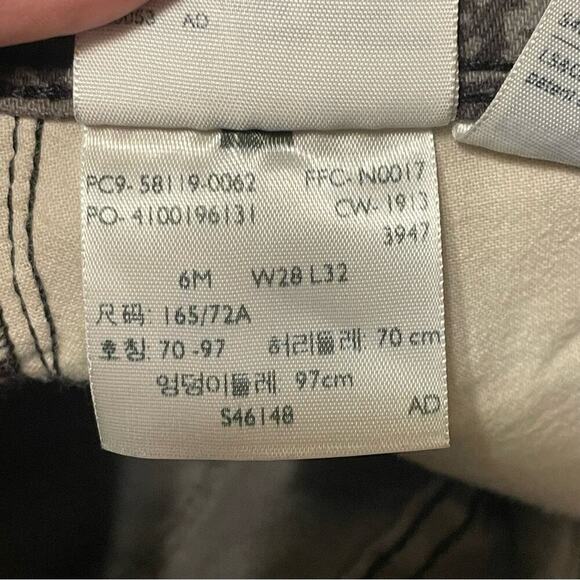 0053 AD
PC9- 58119-0062 FFC- N0017
PO- 4100196131 CW- 1913
3947
6M W28 L32
尺码: 165/72A
호칭: 70 -97 허리둘레: 70 cm
엉덩이둘레: 97cm
S46148 AD